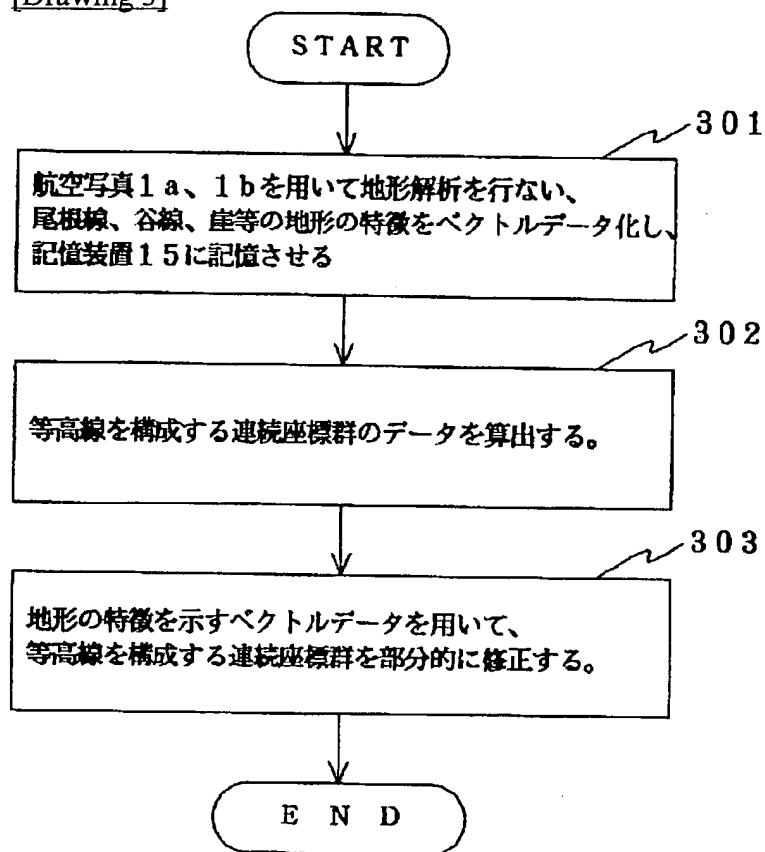 [Drawing 3]
START
301
航空写真1a、1bを用いて地形解析を行ない、
尾根線、谷線、崖等の地形の特徴をベクトルデータ化し、
記憶装置15に記憶させる
302
等高線を構成する連続座標群のデータを算出する。
303
地形の特徴を示すベクトルデータを用いて、
等高線を構成する連続座標群を部分的に修正する。
END